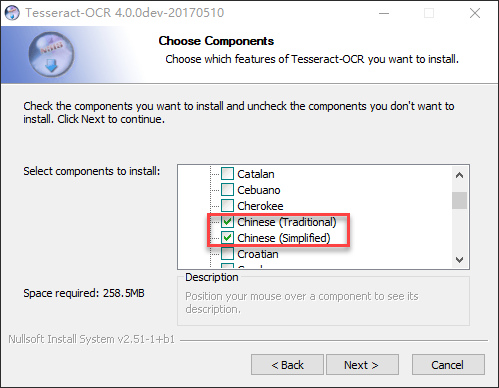 Tesseract-OCR 4.0.0dev-20170510
Choose Components
Choose which features of Tesseract-OCR you want to install.
Check the components you want to install and uncheck the components you don't want to
install. Click Next to continue.
Select components to install:
Catalan
Cebuano
Cherokee
Chinese (Traditional)
Chinese (Simplified)
Croatian
Space required: 258.5MB
Description
Position your mouse over a component to see its
description.
Nullsoft Install System v2.51-1+b1
< Back
Next >
Cancel